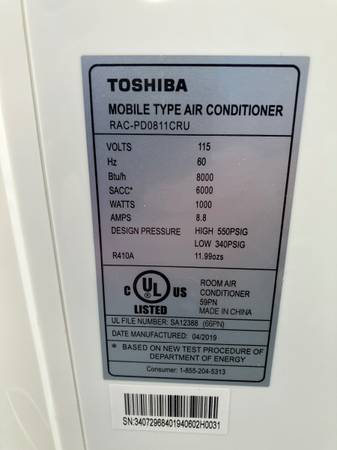 TOSHIBA
MOBILE TYPE AIR CONDITIONER
RAC-PD0811CRU
VOLTS 115
Hz 60
Btu/h 8000
SACC* 6000
WATTS 1000
AMPS 8.8
DESIGN PRESSURE HIGH 550PSIG
LOW 340PSIG
R410A 11.99ozs
C UL US
LISTED
ROOM AIR
CONDITIONER
59PN
MADE IN CHINA
UL FILE NUMBER: SA12388 (66PN)
DATE MANUFACTURED: 04/2019
* BASED ON NEW TEST PROCEDURE OF
DEPARTMENT OF ENERGY
Consumer: 1-855-204-5313
SN:34072968401940602H0031